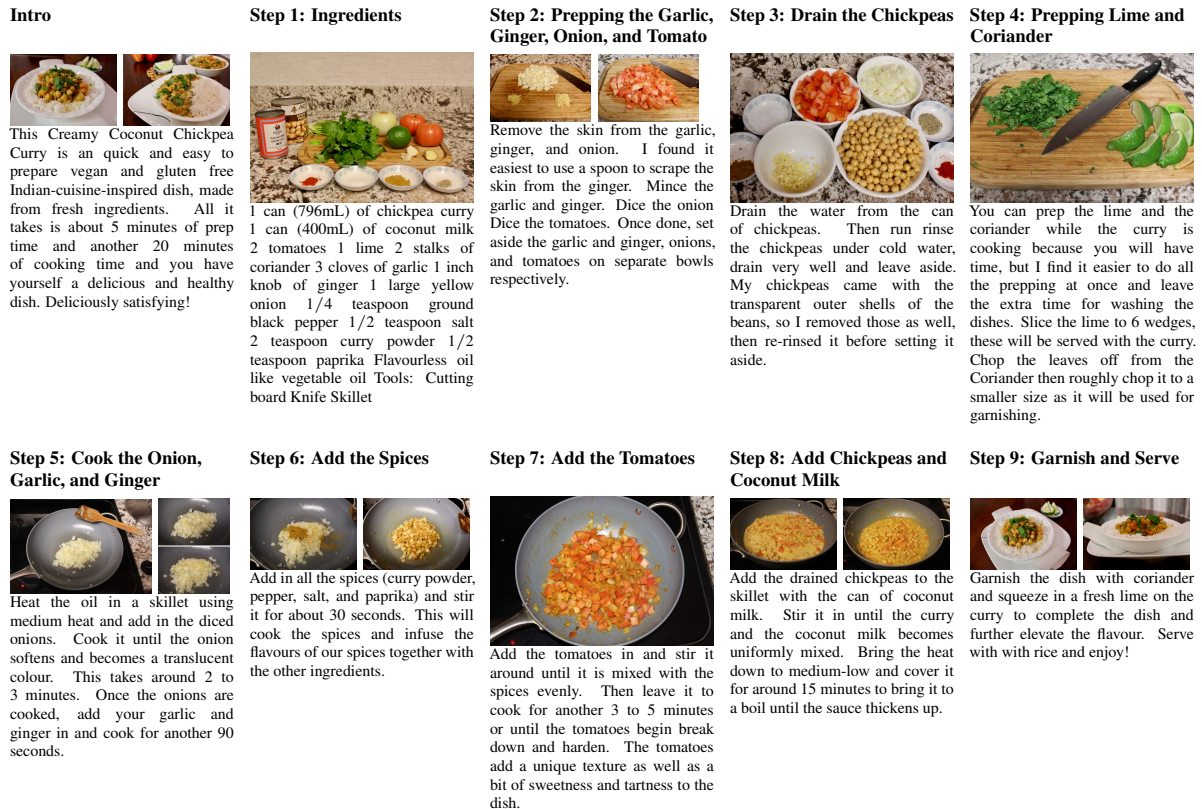 Intro
This Creamy Coconut Chickpea
Curry is an quick and easy to
prepare vegan and gluten free
Indian-cuisine-inspired dish, made
from fresh ingredients. All it
takes is about 5 minutes of prep
time and another 20 minutes
of cooking time and you have
yourself a delicious and healthy
dish. Deliciously satisfying!
Step 1: Ingredients
1 can (796mL) of chickpea curry
1 can (400mL) of coconut milk
2 tomatoes 1 lime 2 stalks of
coriander 3 cloves of garlic 1 inch
knob of ginger 1 large yellow
onion 1/4 teaspoon ground
black pepper 1/2 teaspoon salt
2 teaspoon curry powder 1/2
teaspoon paprika Flavourless oil
like vegetable oil Tools: Cutting
board Knife Skillet
Step 2: Prepping the Garlic,
Ginger, Onion, and Tomato
Remove the skin from the garlic,
ginger, and onion. I found it
easiest to use a spoon to scrape the
skin from the ginger. Mince the
garlic and ginger. Dice the onion
Dice the tomatoes. Once done, set
aside the garlic and ginger, onions,
and tomatoes on separate bowls
respectively.
Step 3: Drain the Chickpeas
Drain the water from the can
of chickpeas. Then run rinse
the chickpeas under cold water,
drain very well and leave aside.
My chickpeas came with the
transparent outer shells of the
beans, so I removed those as well,
then re-rinsed it before setting it
aside.
Step 4: Prepping Lime and
Coriander
You can prep the lime and the
coriander while the curry is
cooking because you will have
time, but I find it easier to do all
the prepping at once and leave
the extra time for washing the
dishes. Slice the lime to 6 wedges,
these will be served with the curry.
Chop the leaves off from the
Coriander then roughly chop it to a
smaller size as it will be used for
garnishing.
Step 5: Cook the Onion,
Garlic, and Ginger
Heat the oil in a skillet using
medium heat and add in the diced
onions. Cook it until the onion
softens and becomes a translucent
colour. This takes around 2 to
3 minutes. Once the onions are
cooked, add your garlic and
ginger in and cook for another 90
seconds.
Step 6: Add the Spices
Add in all the spices (curry powder,
pepper, salt, and paprika) and stir
it for about 30 seconds. This will
cook the spices and infuse the
flavours of our spices together with
the other ingredients.
Step 7: Add the Tomatoes
Add the tomatoes in and stir it
around until it is mixed with the
spices evenly. Then leave it to
cook for another 3 to 5 minutes
or until the tomatoes begin break
down and harden. The tomatoes
add a unique texture as well as a
bit of sweetness and tartness to the
dish.
Step 8: Add Chickpeas and
Coconut Milk
Add the drained chickpeas to the
skillet with the can of coconut
milk. Stir it in until the curry
and the coconut milk becomes
uniformly mixed. Bring the heat
down to medium-low and cover it
for around 15 minutes to bring it to
a boil until the sauce thickens up.
Step 9: Garnish and Serve
Garnish the dish with coriander
and squeeze in a fresh lime on the
curry to complete the dish and
further elevate the flavour. Serve
with with rice and enjoy!